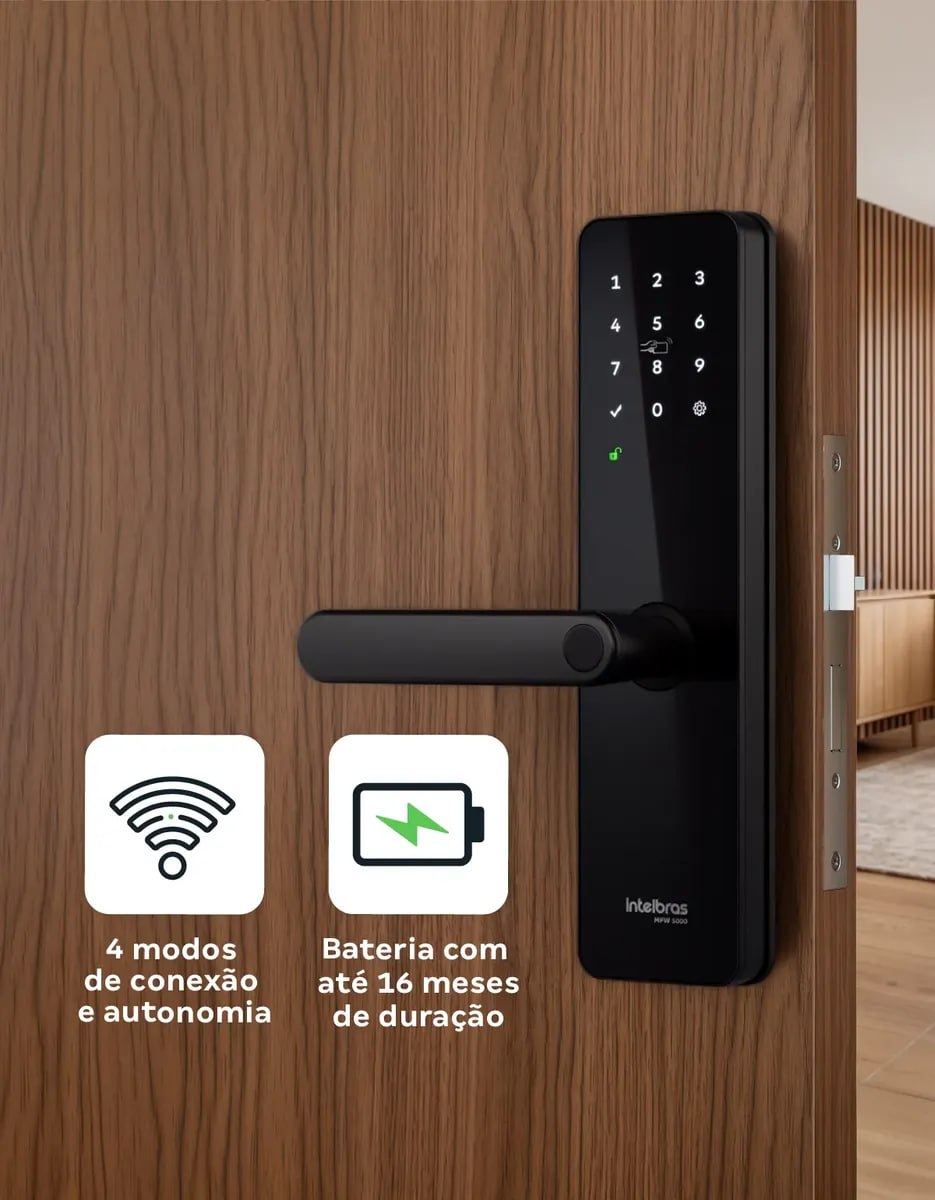 1 2 3
4 5 6
7 8 9
0
intelbras
MFW 5000
4 modos
de conexão
e autonomia
Bateria com
até 16 meses
de duração